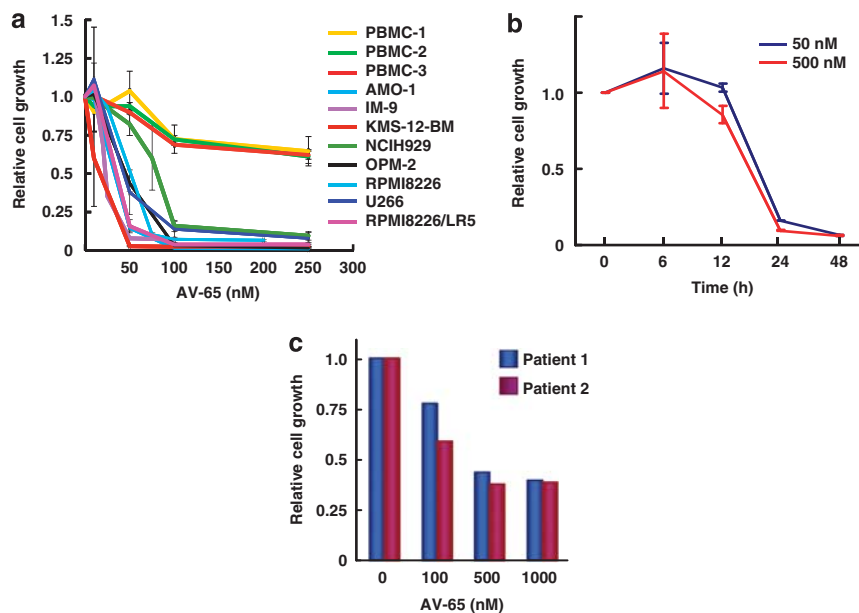 a
1.5
1.25
1.0
0.75
0.5
0.25
0
Relative cell growth
50 100 150 200 250 300
AV-65 (nM)
PBMC-1
PBMC-2
PBMC-3
AMO-1
IM-9
KMS-12-BM
NCIH929
OPM-2
RPMI8226
U266
RPMI8226/LR5
b
1.0
0.5
0
Relative cell growth
0 6 12 24 48
Time (h)
50 nM
500 nM
c
1.0
0.75
0.5
0.25
0
Relative cell growth
0 100 500 1000
AV-65 (nM)
Patient 1
Patient 2